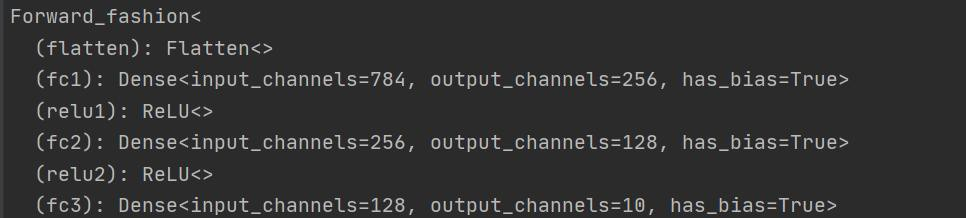 Forward_fashion<
  (flatten): Flatten<>
  (fc1): Dense<input_channels=784, output_channels=256, has_bias=True>
  (relu1): ReLU<>
  (fc2): Dense<input_channels=256, output_channels=128, has_bias=True>
  (relu2): ReLU<>
  (fc3): Dense<input_channels=128, output_channels=10, has_bias=True>